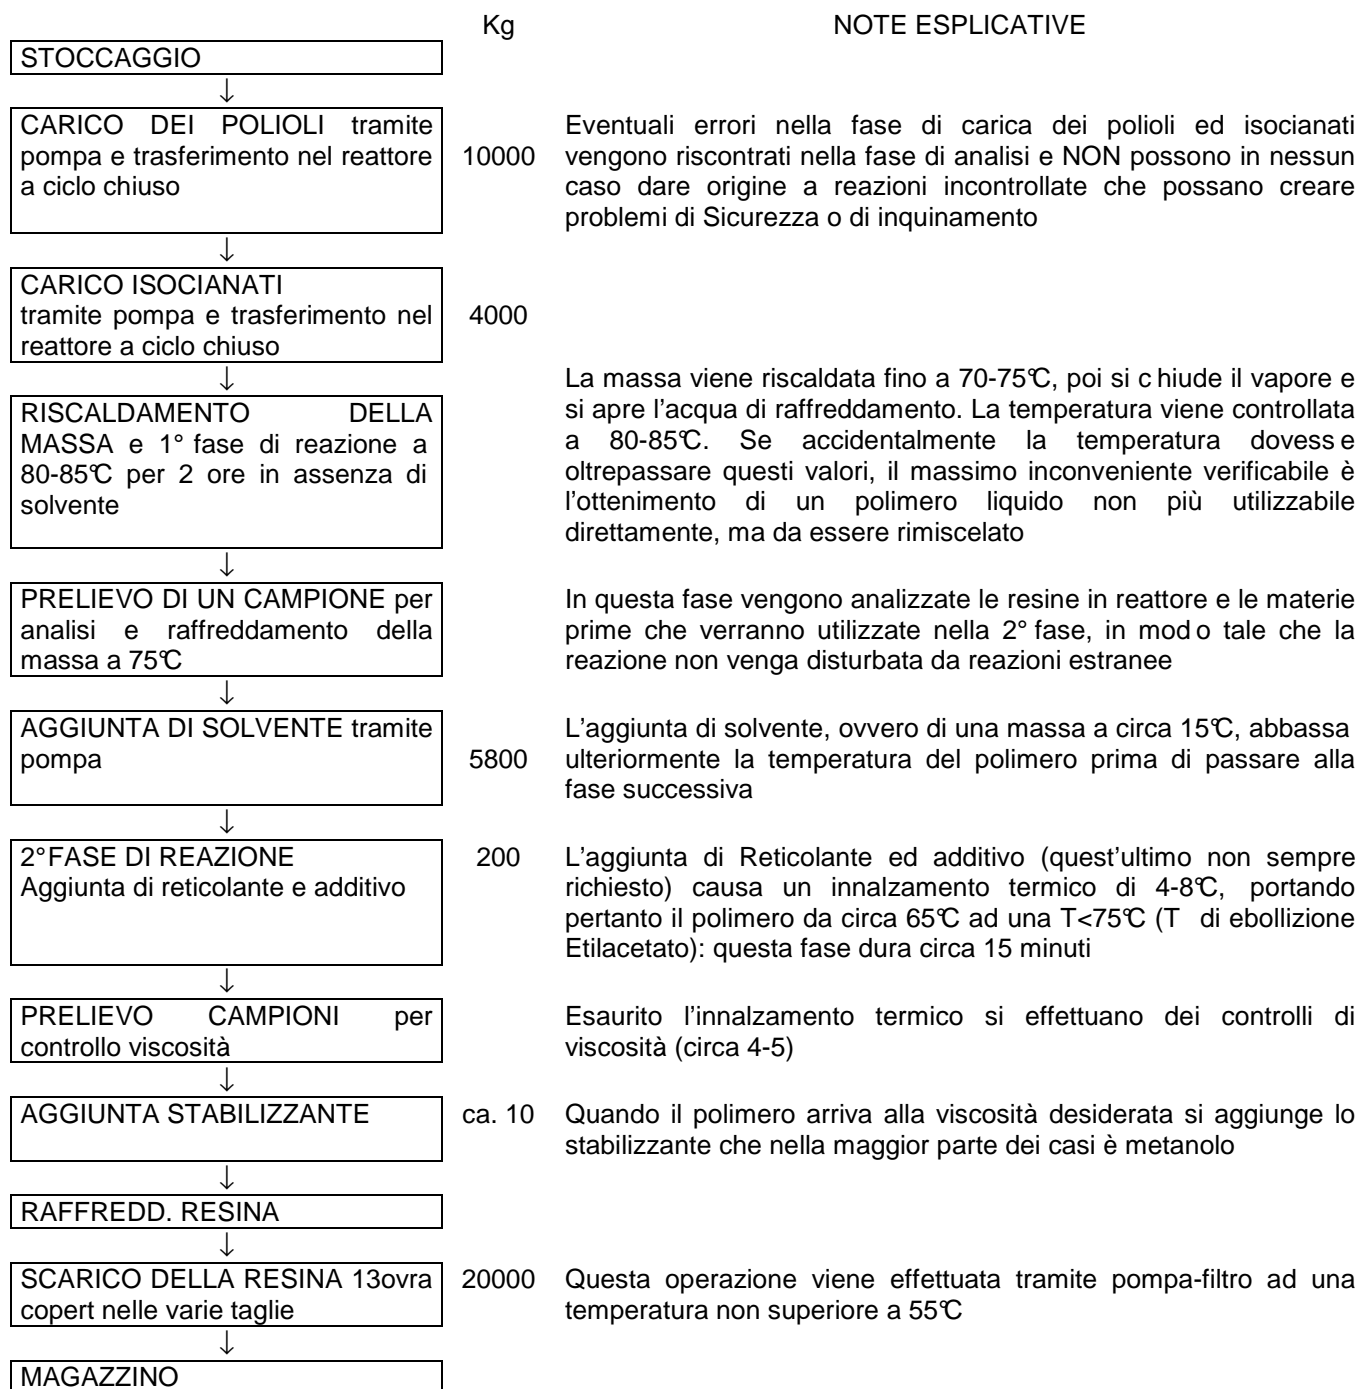 Kg NOTE ESPLICATIVE
STOCCAGGIO
↓
CARICO DEI POLIOLI tramite
pompa e trasferimento nel reattore
a ciclo chiuso
10000
Eventuali errori nella fase di carica dei polioli ed isocianati
vengono riscontrati nella fase di analisi e NON possono in nessun
caso dare origine a reazioni incontrollate che possano creare
problemi di Sicurezza o di inquinamento
↓
CARICO ISOCIANATI
tramite pompa e trasferimento nel
reattore a ciclo chiuso
4000
↓
RISCALDAMENTO DELLA
MASSA e 1° fase di reazione a
80-85°C per 2 ore in assenza di
solvente
La massa viene riscaldata fino a 70-75°C, poi si c hiude il vapore e
si apre l'acqua di raffreddamento. La temperatura viene controllata
a 80-85°C. Se accidentalmente la temperatura dovess e
oltrepassare questi valori, il massimo inconveniente verificabile è
l'ottenimento di un polimero liquido non più utilizzabile
direttamente, ma da essere rimiscelato
↓
PRELIEVO DI UN CAMPIONE per
analisi e raffreddamento della
massa a 75°C
In questa fase vengono analizzate le resine in reattore e le materie
prime che verranno utilizzate nella 2° fase, in mod o tale che la
reazione non venga disturbata da reazioni estranee
↓
AGGIUNTA DI SOLVENTE tramite
pompa
5800
L'aggiunta di solvente, ovvero di una massa a circa 15°C, abbassa
ulteriormente la temperatura del polimero prima di passare alla
fase successiva
↓
2°FASE DI REAZIONE
Aggiunta di reticolante e additivo
200
L'aggiunta di Reticolante ed additivo (quest'ultimo non sempre
richiesto) causa un innalzamento termico di 4-8°C, portando
pertanto il polimero da circa 65°C ad una T<75°C (T di ebollizione
Etilacetato): questa fase dura circa 15 minuti
↓
PRELIEVO CAMPIONI per
controllo viscosità
Esaurito l'innalzamento termico si effettuano dei controlli di
viscosità (circa 4-5)
↓
AGGIUNTA STABILIZZANTE
ca. 10
Quando il polimero arriva alla viscosità desiderata si aggiunge lo
stabilizzante che nella maggior parte dei casi è metanolo
↓
RAFFREDD. RESINA
↓
SCARICO DELLA RESINA 13ovra
copert nelle varie taglie
20000
Questa operazione viene effettuata tramite pompa-filtro ad una
temperatura non superiore a 55°C
↓
MAGAZZINO